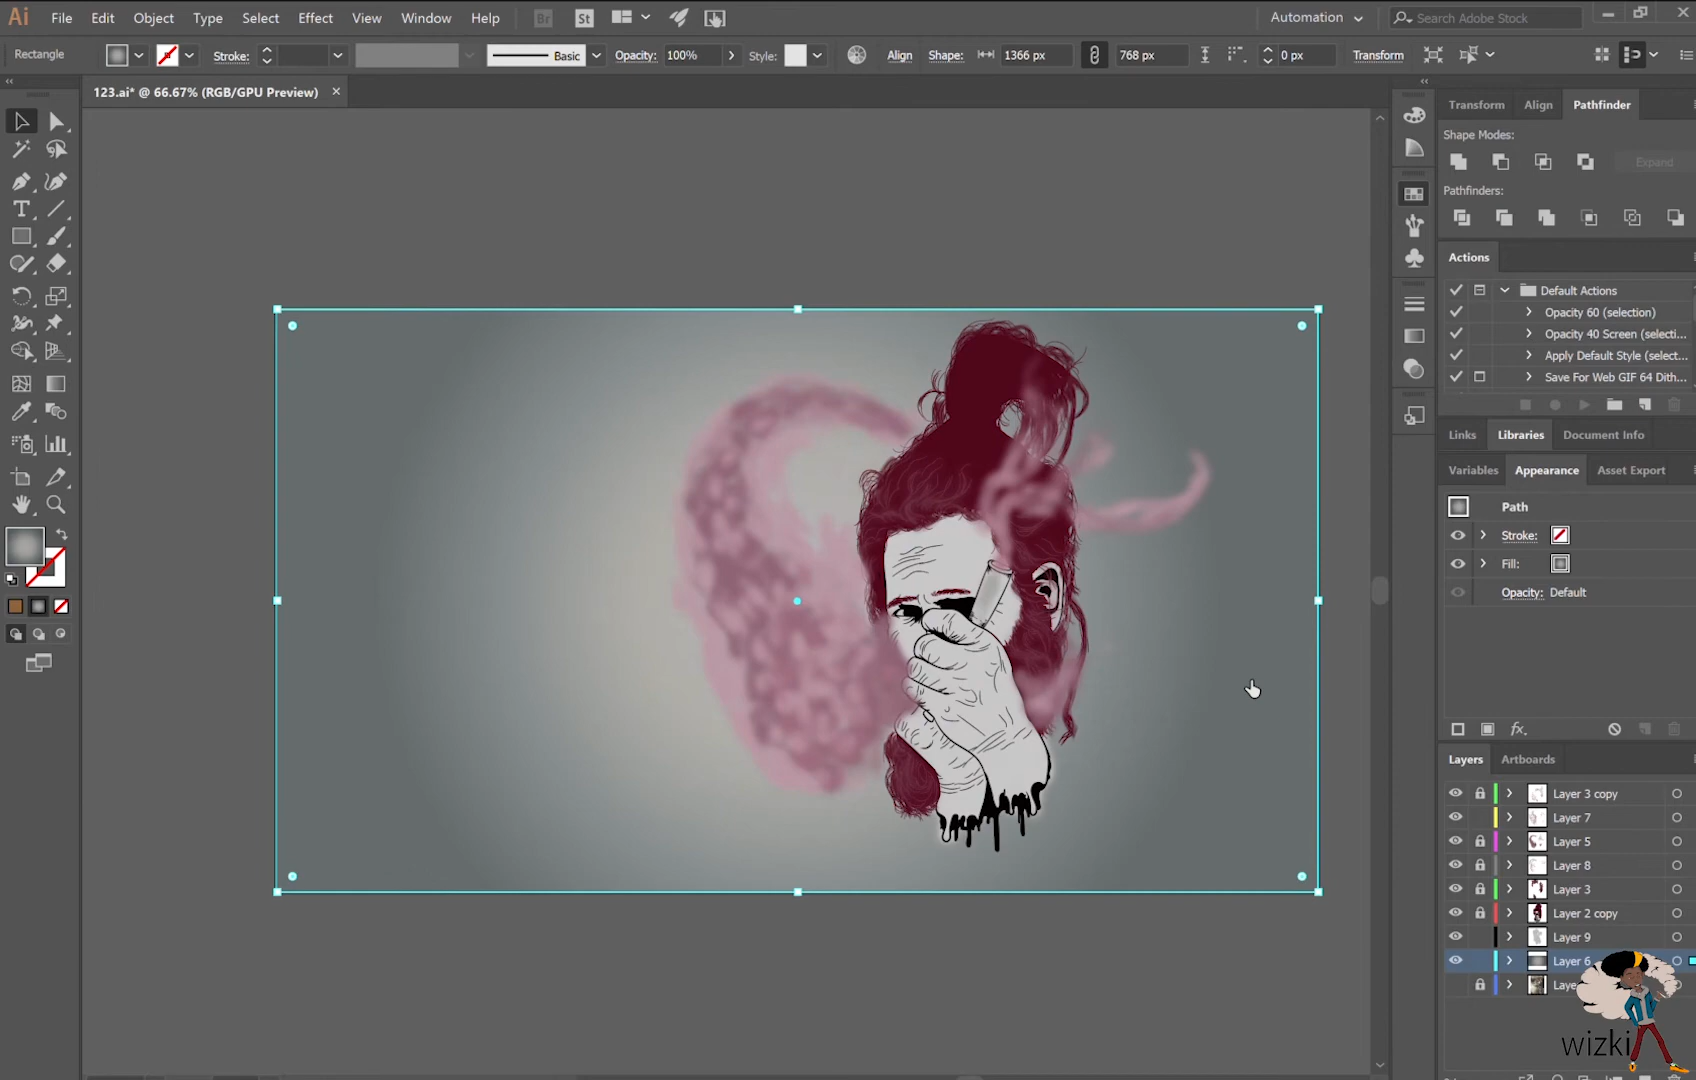 Ai File Edit Object Type Select Effect View Window Help Br St Automation Search Adobe Stock
Rectangle Stroke: Basic Opacity: 100% Style: Align Shape: 1366 px 768 px 0 px Transform
123.ai* @ 66.67% (RGB/GPU Preview)
Transform Align Pathfinder
Shape Modes:
Expand
Pathfinders:
Actions
Default Actions
Opacity 60 (selection)
Opacity 40 Screen (selecti...
Apply Default Style (select...
Save For Web GIF 64 Dith...
Links Libraries Document Info
Variables Appearance Asset Export
Path
Stroke:
Fill:
Opacity: Default
fx
Layers Artboards
Layer 3 copy
Layer 7
Layer 5
Layer 8
Layer 3
Layer 2 copy
Layer 9
Layer 6
Laye
wizki